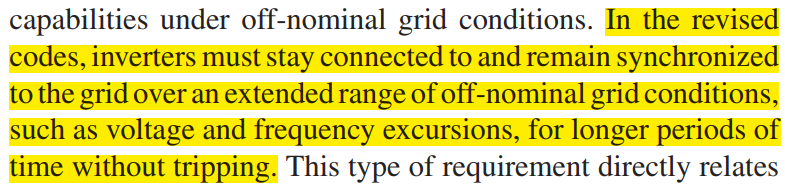 capabilities under off-nominal grid conditions. In the revised
codes, inverters must stay connected to and remain synchronized
to the grid over an extended range of off-nominal grid conditions,
such as voltage and frequency excursions, for longer periods of
time without tripping. This type of requirement directly relates